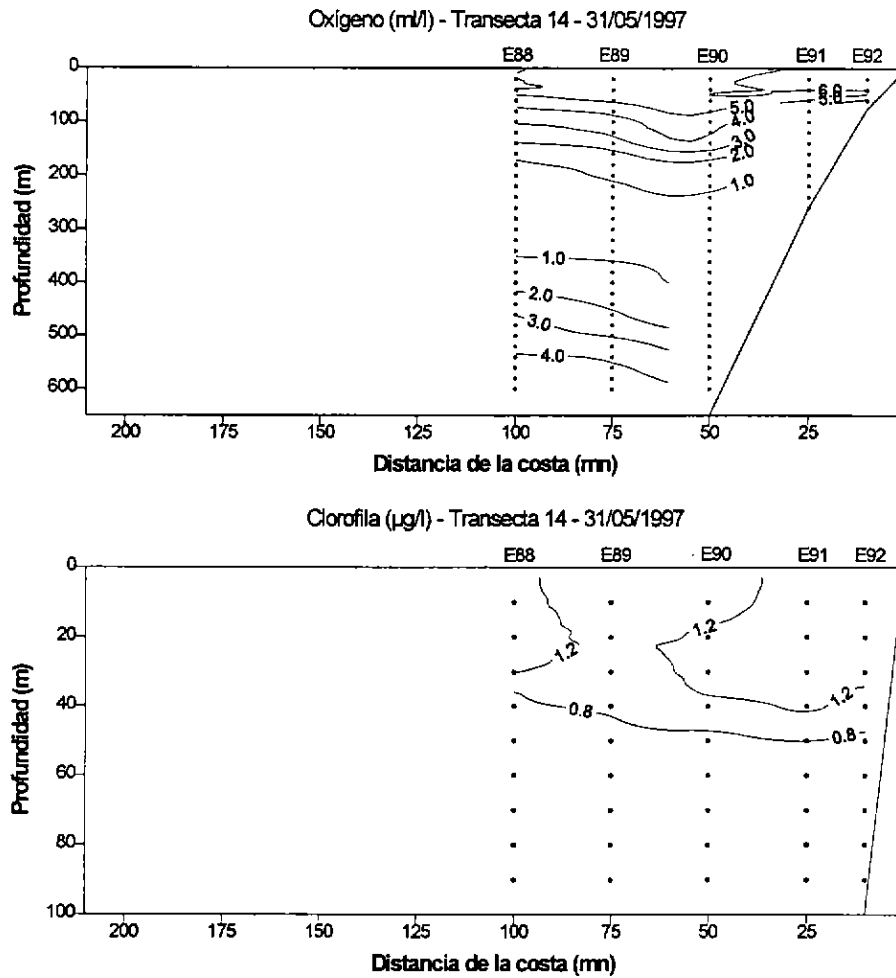 Oxígeno (ml/l) - Transecta 14 - 31/05/1997
E88 E89 E90 E91 E92
0
100
200
300
400
500
600
Profundidad (m)
6.0
5.0
5.0
4.0
3.0
2.0
1.0
1.0
2.0
3.0
4.0
200 175 150 125 100 75 50 25
Distancia de la costa (mn)
Clorofila (µg/l) - Transecta 14 - 31/05/1997
E88 E89 E90 E91 E92
0
20
40
60
80
100
Profundidad (m)
1.2
1.2
1.2
0.8
0.8
200 175 150 125 100 75 50 25
Distancia de la costa (mn)